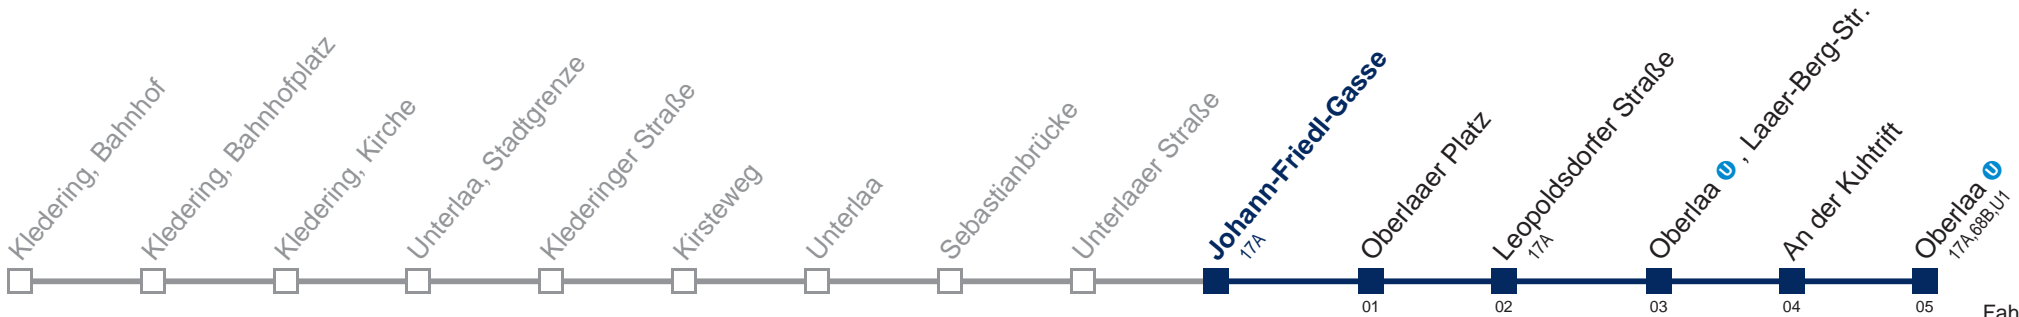 Kledering, Bahnhof
Kledering, Bahnhofplatz
Kledering, Kirche
Unterlaa, Stadtgrenze
Klederinger Straße
Kirsteweg
Unterlaa
Sebastianbrücke
Unterlaaer Straße
Johann-Friedl-Gasse
17A
Oberlaaer Platz
Leopoldsdorfer Straße
17A
Oberlaa U , Laaer-Berg-Str.
An der Kuhtrift
Oberlaa U
17A,68B,U1
01
02
03
04
05
Fah